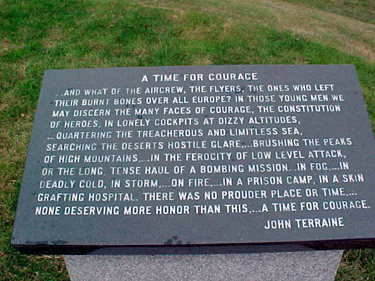 A TIME FOR COURAGE
...AND WHAT OF THE AIRCREW, THE FLYERS, THE ONES WHO LEFT
THEIR BURNT BONES OVER ALL EUROPE? IN THOSE YOUNG MEN WE
MAY DISCERN THE MANY FACES OF COURAGE, THE CONSTITUTION
OF HEROES, IN LONELY COCKPITS AT DIZZY ALTITUDES,
...QUARTERING THE TREACHEROUS AND LIMITLESS SEA,
SEARCHING THE DESERTS HOSTILE GLARE,...BRUSHING THE PEAKS
OF HIGH MOUNTAINS,...IN THE FEROCITY OF LOW LEVEL ATTACK,
OR THE LONG, TENSE HAUL OF A BOMBING MISSION...IN FOG,...IN
DEADLY COLD, IN STORM,...ON FIRE,...IN A PRISON CAMP, IN A SKIN
GRAFTING HOSPITAL. THERE WAS NO PROUDER PLACE OR TIME,...
NONE DESERVING MORE HONOR THAN THIS,...A TIME FOR COURAGE.
JOHN TERRAINE